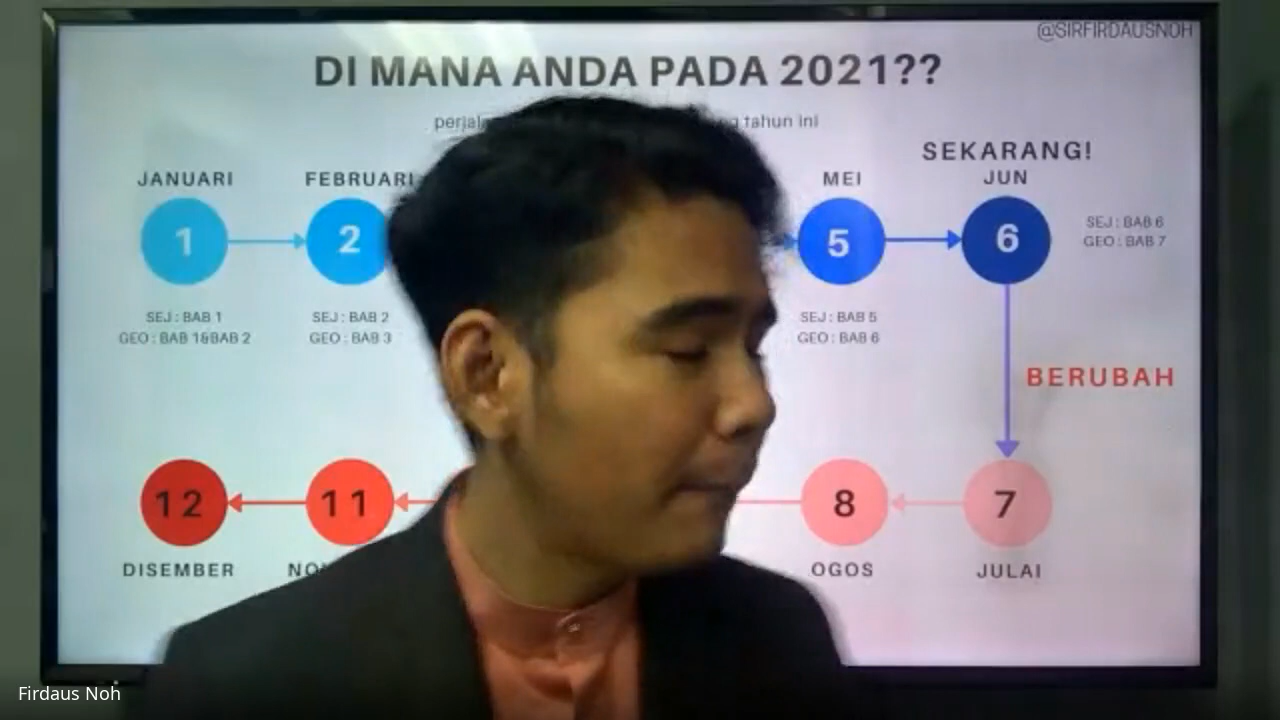 @SIRFIRDAUSNOH
DI MANA ANDA PADA 2021??
tahun ini
SEKARANG!
JANUARI FEBRUARI MEI JUN
1 2 5 6
SEJ : BAB 6
GEO : BAB 7
SEJ : BAB 1 SEJ : BAB 2 SEJ : BAB 5
GEO : BAB 1&BAB 2 GEO : BAB 3 GEO : BAB 6
BERUBAH
12 11 8 7
DISEMBER OGOS JULAI
Firdaus Noh